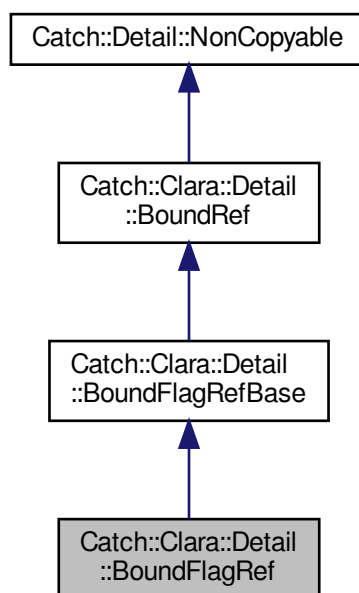 Catch::Detail::NonCopyable
Catch::Clara::Detail
::BoundRef
Catch::Clara::Detail
::BoundFlagRefBase
Catch::Clara::Detail
::BoundFlagRef